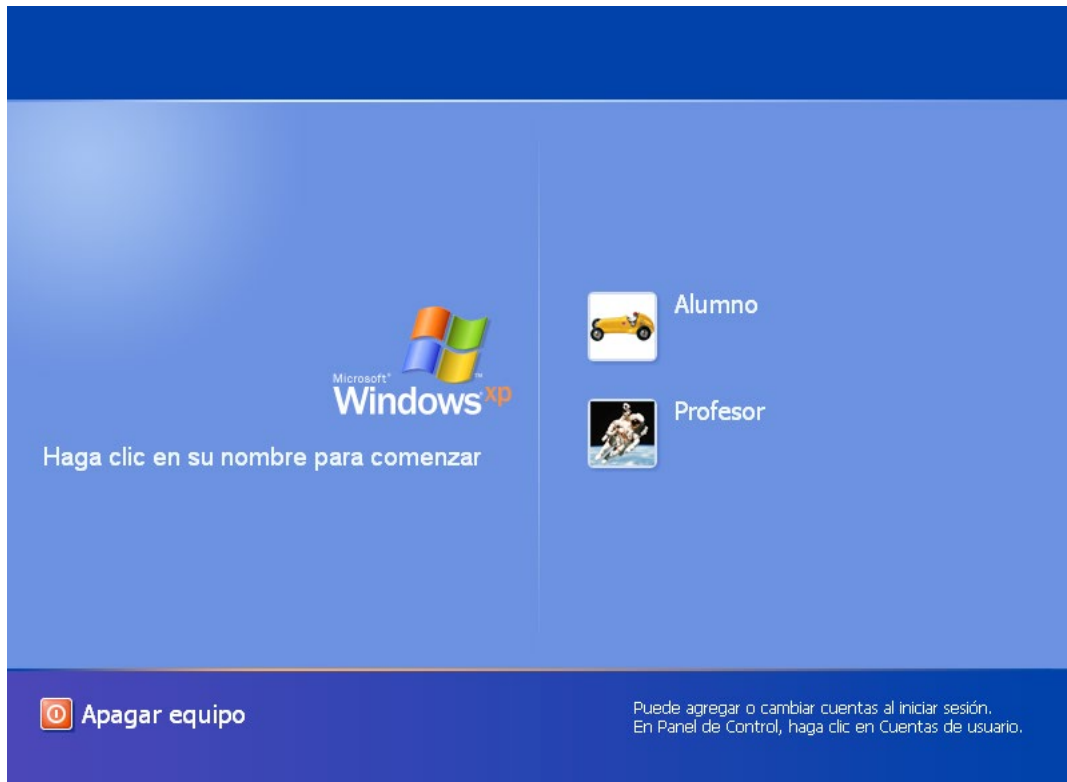 Microsoft®
Windows xp™
Haga clic en su nombre para comenzar
Alumno
Profesor
Apagar equipo
Puede agregar o cambiar cuentas al iniciar sesión.
En Panel de Control, haga clic en Cuentas de usuario.